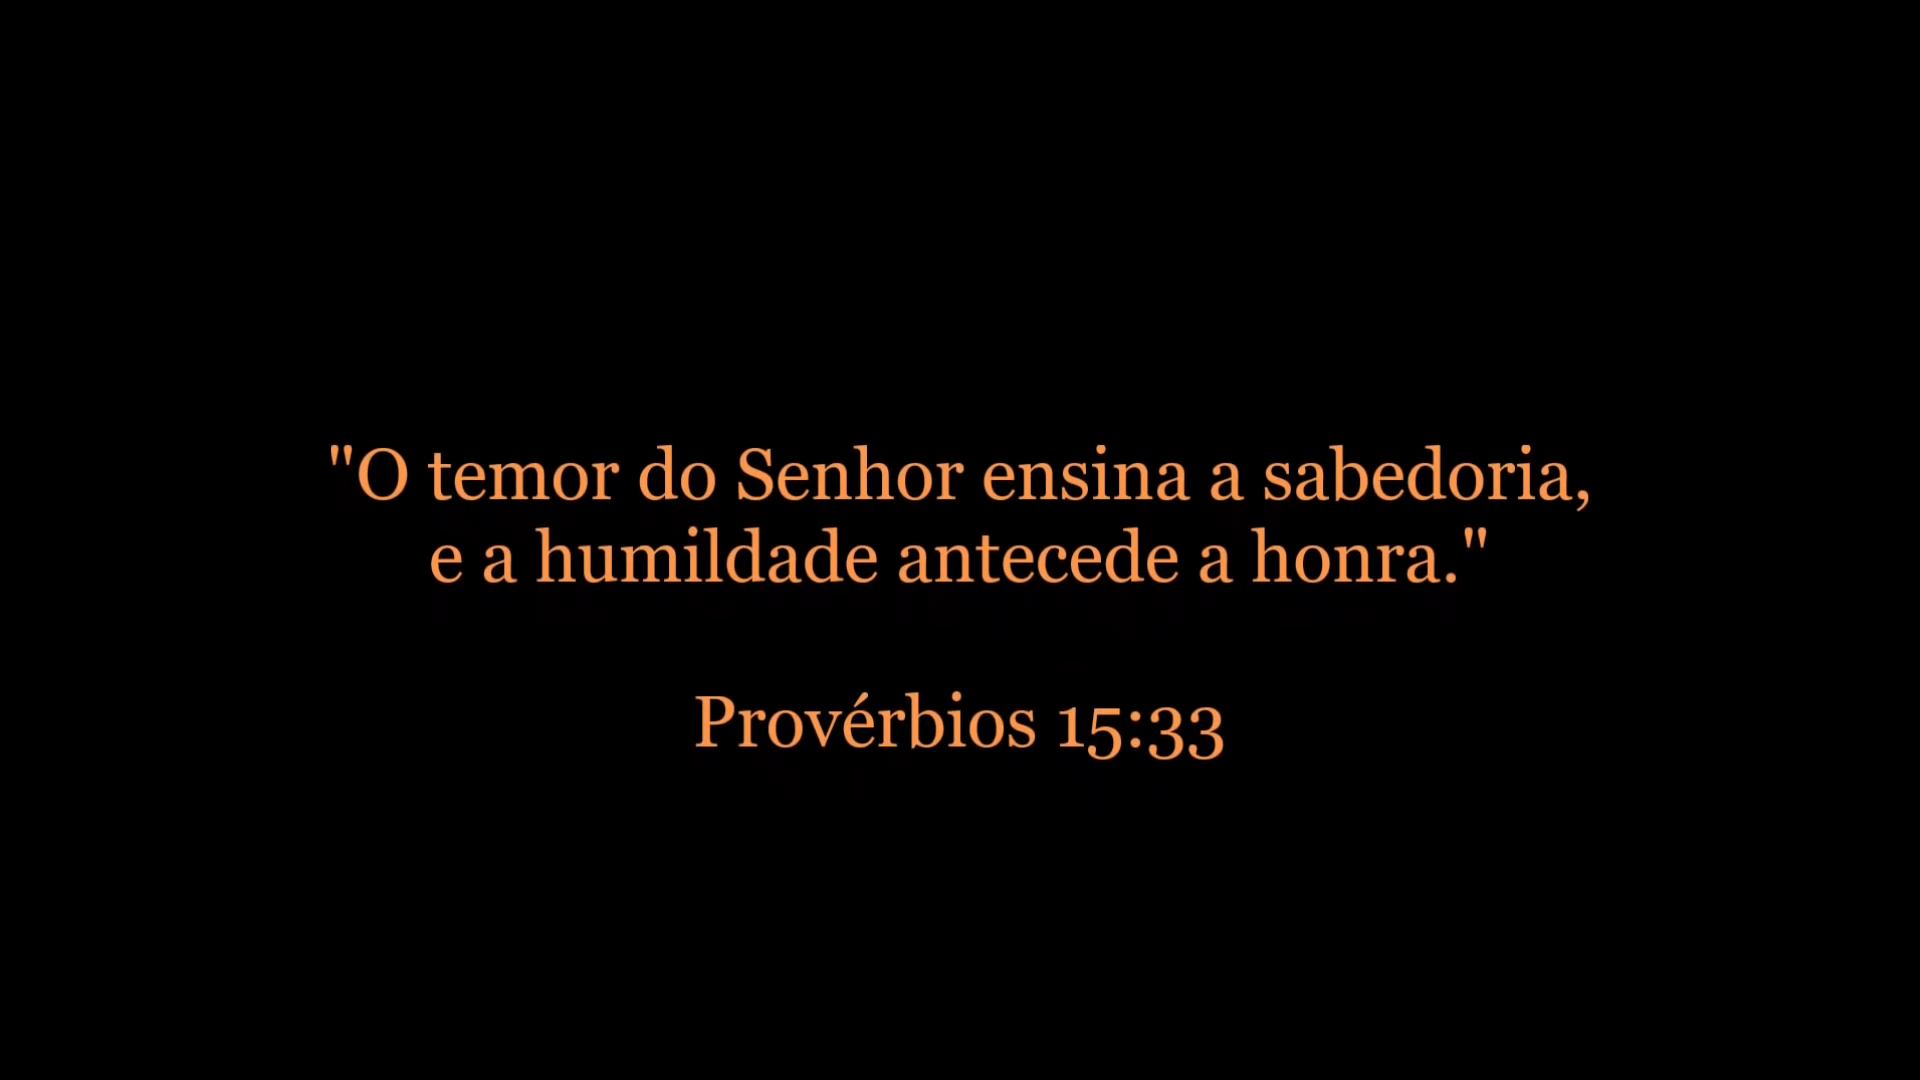 "O temor do Senhor ensina a sabedoria,
e a humildade antecede a honra."
Provérbios 15:33